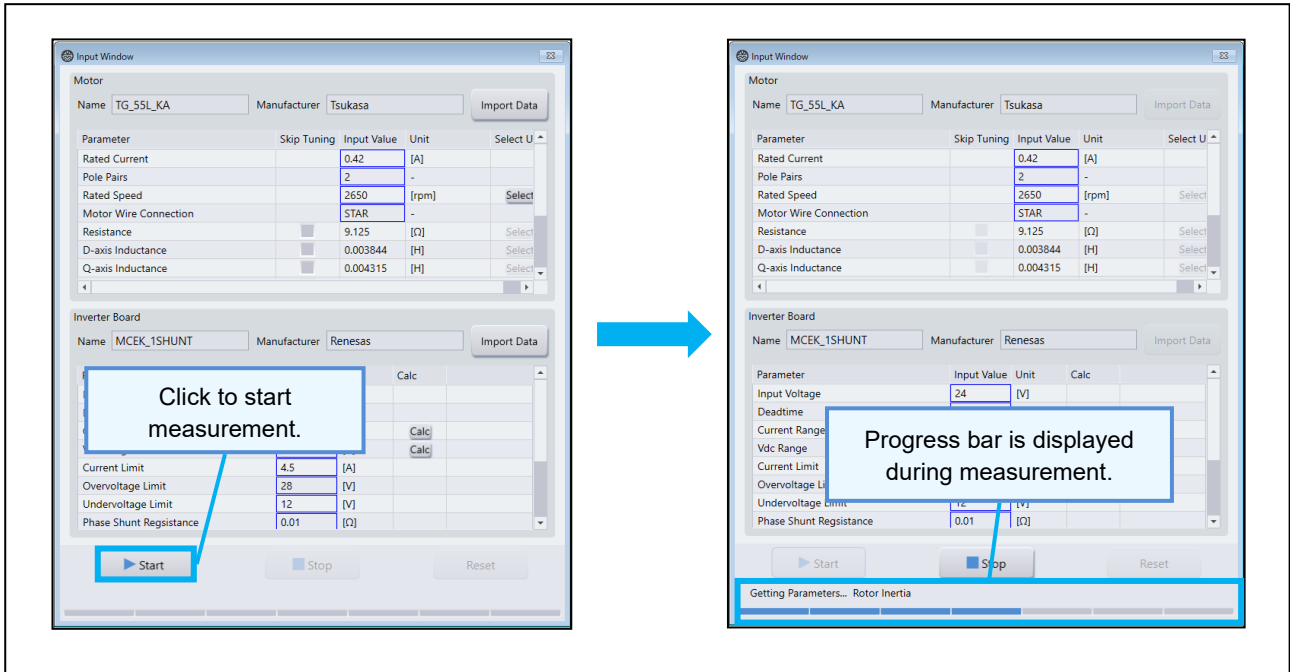 Input Window
Motor
Name TG_55L_KA Manufacturer Tsukasa Import Data
Parameter Skip Tuning Input Value Unit Select U
Rated Current 0.42 [A]
Pole Pairs 2 -
Rated Speed 2650 [rpm] Select
Motor Wire Connection STAR -
Resistance 9.125 [Ω] Select
D-axis Inductance 0.003844 [H] Select
Q-axis Inductance 0.004315 [H] Select
Inverter Board
Name MCEK_1SHUNT Manufacturer Renesas Import Data
Calc
Click to start
measurement.
Calc
Calc
Current Limit 4.5 [A]
Overvoltage Limit 28 [V]
Undervoltage Limit 12 [V]
Phase Shunt Regsistance 0.01 [Ω]
Start Stop Reset
Input Window
Motor
Name TG_55L_KA Manufacturer Tsukasa Import Data
Parameter Skip Tuning Input Value Unit Select U
Rated Current 0.42 [A]
Pole Pairs 2 -
Rated Speed 2650 [rpm] Select
Motor Wire Connection STAR -
Resistance 9.125 [Ω] Select
D-axis Inductance 0.003844 [H] Select
Q-axis Inductance 0.004315 [H] Select
Inverter Board
Name MCEK_1SHUNT Manufacturer Renesas Import Data
Parameter Input Value Unit Calc
Input Voltage 24 [V]
Deadtime
Current Range
Vdc Range
Current Limit
Overvoltage Li
Undervoltage Limit 12 [V]
Phase Shunt Regsistance 0.01 [Ω]
Progress bar is displayed
during measurement.
Start Stop Reset
Getting Parameters... Rotor Inertia